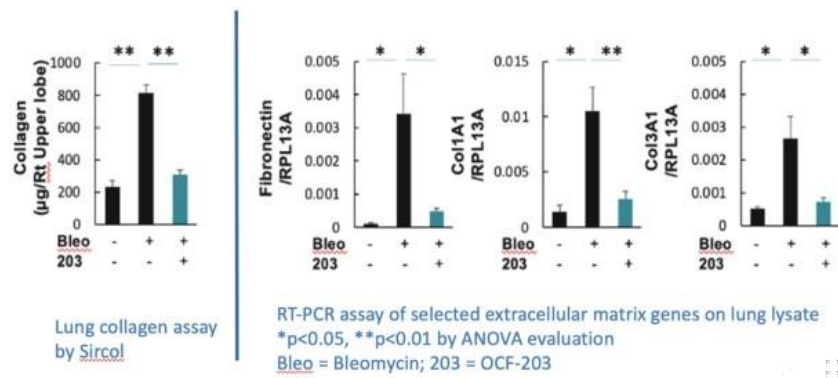 ** **
1000
800
600
400
200
0
Collagen
(µg/Rt Upper lobe)
Bleo - + +
203 - - +
Lung collagen assay
by Sircol
* *
0.005
0.004
0.003
0.002
0.001
0
Fibronectin
/RPL13A
Bleo - + +
203 - - +
* **
0.015
0.01
0.005
0
Col1A1
/RPL13A
Bleo - + +
203 - - +
* *
0.005
0.004
0.003
0.002
0.001
0
Col3A1
/RPL13A
Bleo - + +
203 - - +
RT-PCR assay of selected extracellular matrix genes on lung lysate
*p<0.05, **p<0.01 by ANOVA evaluation
Bleo = Bleomycin; 203 = OCF-203